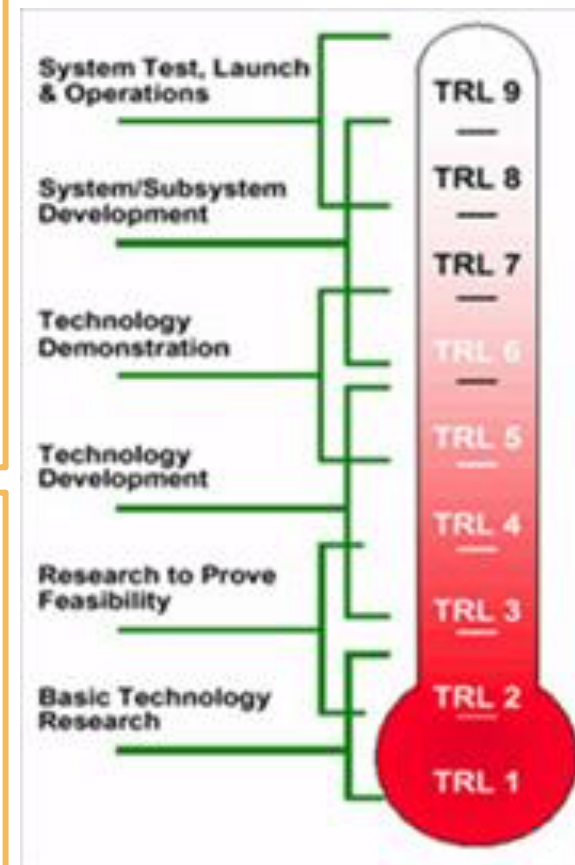 System Test, Launch
& Operations
System/Subsystem
Development
Technology
Demonstration
Technology
Development
Research to Prove
Feasibility
Basic Technology
Research
TRL 9
TRL 8
TRL 7
TRL 6
TRL 5
TRL 4
TRL 3
TRL 2
TRL 1